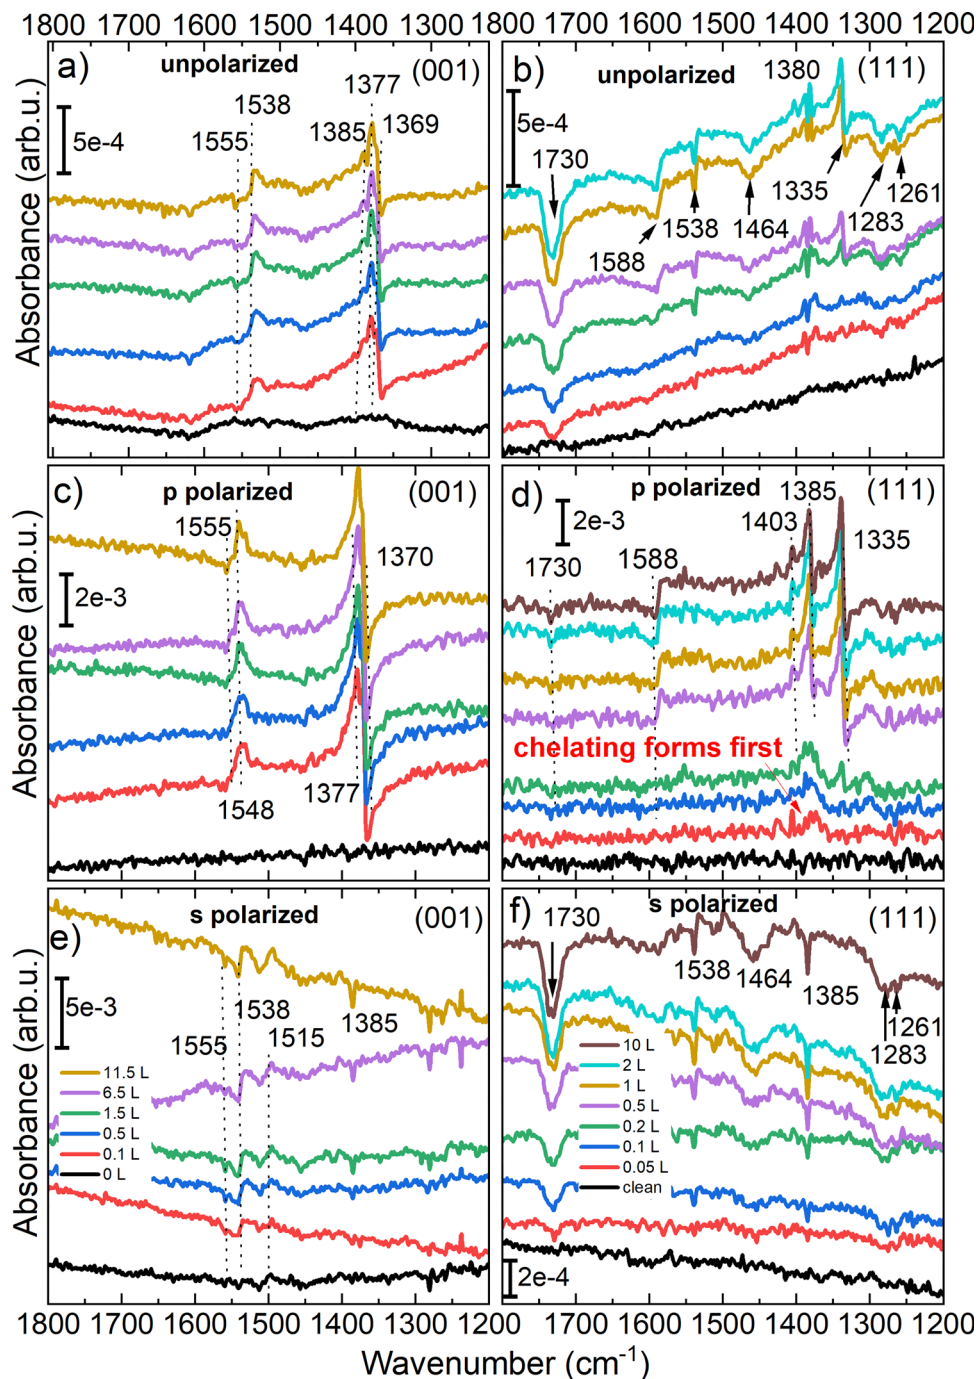 1800 1700 1600 1500 1400 1300
1700 1600 1500 1400 1300 1200
a) unpolarized (001)
1377
1538
1555
1385
1369
5e-4
b) unpolarized 1380 (111)
5e-4
1730
1588
1538
1464
1335
1283
1261
c) p polarized (001)
1555
1370
2e-3
1548
1377
d) p polarized 1385 (111)
2e-3
1403
1335
1730
1588
chelating forms first
e) s polarized (001)
5e-3
1538
1555
1515
1385
11.5 L
6.5 L
1.5 L
0.5 L
0.1 L
0 L
f) 1730 s polarized (111)
1538
1464
1385
1261
1283
10 L
2 L
1 L
0.5 L
0.2 L
0.1 L
0.05 L
clean
2e-4
Absorbance (arb.u.)
Absorbance (arb.u.)
Absorbance (arb.u.)
1800 1700 1600 1500 1400 1300
1700 1600 1500 1400 1300 1200
Wavenumber (cm⁻¹)